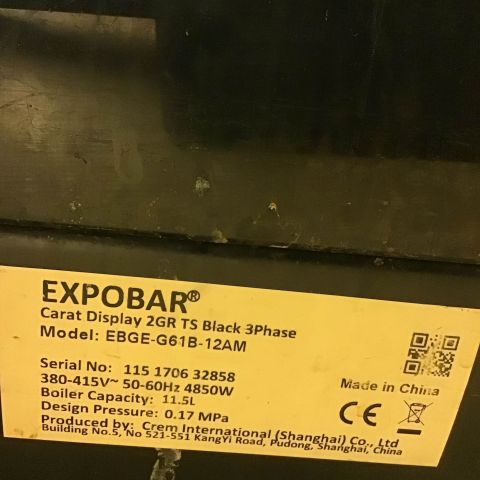 EXPOBAR®
Carat Display 2GR TS Black 3Phase
Model: EBGE-G61B-12AM
Serial No: 115 1706 32858
380-415V~ 50-60Hz 4850W
Boiler Capacity: 11.5L
Design Pressure: 0.17 MPa
Produced by: Crem International (Shanghai) Co., Ltd
Building No.5, No 521-551 KangYi Road, Pudong, Shanghai, China
Made in China
CE